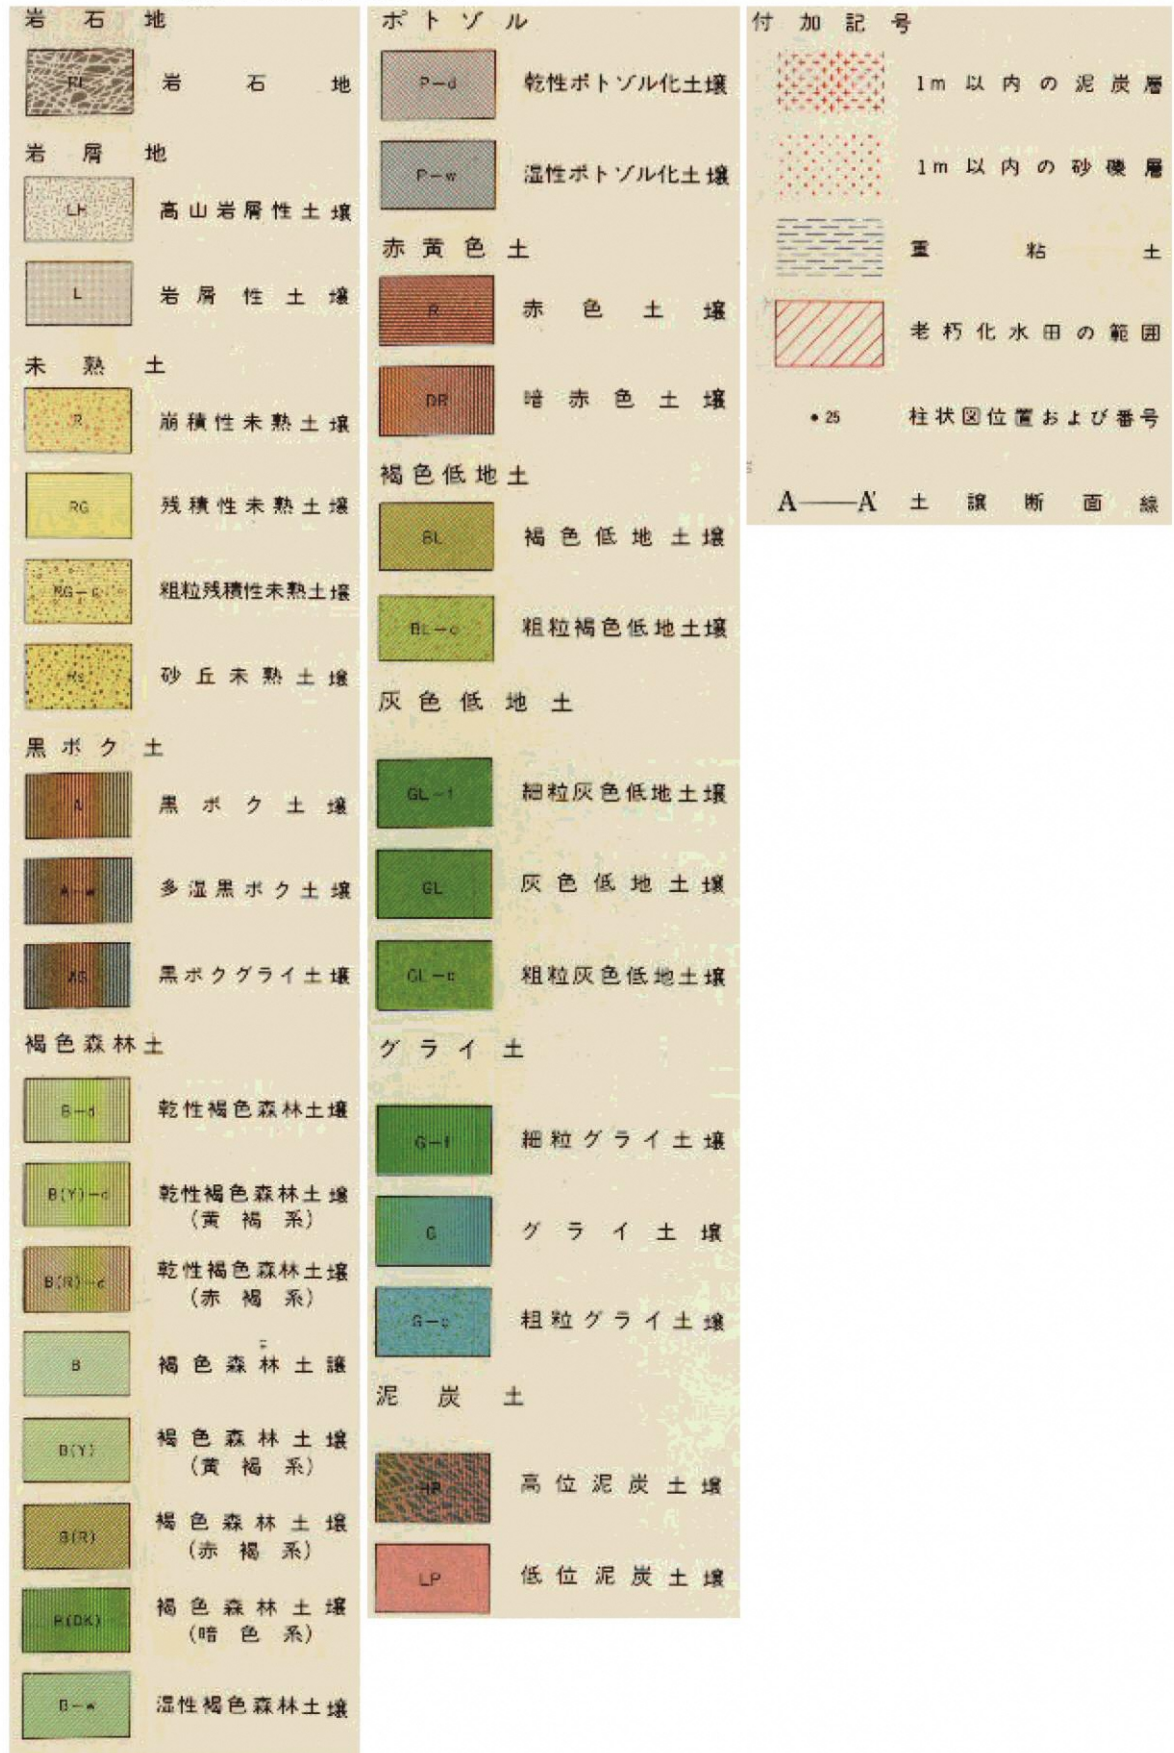 岩石地
RL 岩石地
岩屑地
LH 高山岩屑性土壌
L 岩屑性土壌
未熟土
R 崩積性未熟土壌
RG 残積性未熟土壌
RG-c 粗粒残積性未熟土壌
Rs 砂丘未熟土壌
黒ボク土
A 黒ボク土壌
A-w 多湿黒ボク土壌
AG 黒ボクグライ土壌
褐色森林土
B-d 乾性褐色森林土壌
B(Y)-d 乾性褐色森林土壌
(黄褐系)
B(R)-d 乾性褐色森林土壌
(赤褐系)
B 褐色森林土譲
B(Y) 褐色森林土壌
(黄褐系)
B(R) 褐色森林土壌
(赤褐系)
B(DK) 褐色森林土壌
(暗色系)
B-w 湿性褐色森林土壌
ポトゾル
P-d 乾性ポトゾル化土壌
P-w 湿性ポトゾル化土壌
赤黄色土
R 赤色土壌
DR 暗赤色土壌
褐色低地土
BL 褐色低地土壌
BL-c 粗粒褐色低地土壌
灰色低地土
GL-f 細粒灰色低地土壌
GL 灰色低地土壌
GL-c 粗粒灰色低地土壌
グライ土
G-f 細粒グライ土壌
G グライ土壌
G-c 粗粒グライ土壌
泥炭土
HP 高位泥炭土壌
LP 低位泥炭土壌
付加記号
1m以内の泥炭層
1m以内の砂礫層
重粘土
老朽化水田の範囲
•25 柱状図位置および番号
A—A' 土譲断面線